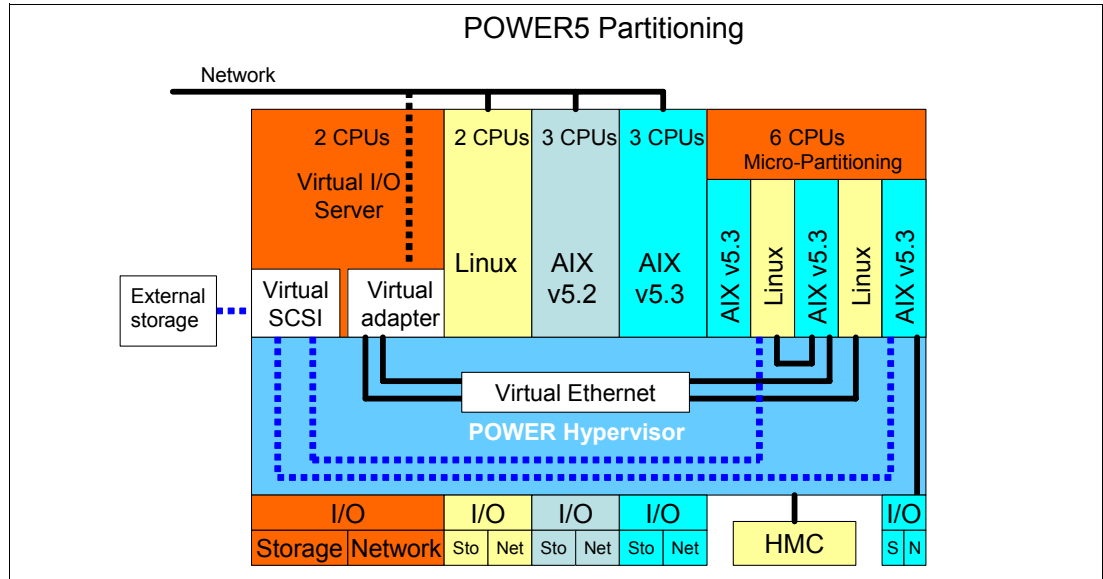 POWER5 Partitioning
Network
2 CPUs
Virtual I/O
Server
2 CPUs
Linux
3 CPUs
AIX
v5.2
3 CPUs
AIX
v5.3
6 CPUs
Micro-Partitioning
AIX v5.3
Linux
AIX v5.3
Linux
AIX v5.3
External
storage
Virtual
SCSI
Virtual
adapter
Virtual Ethernet
POWER Hypervisor
I/O
Storage
Network
I/O
Sto
Net
I/O
Sto
Net
I/O
Sto
Net
HMC
I/O
S
N